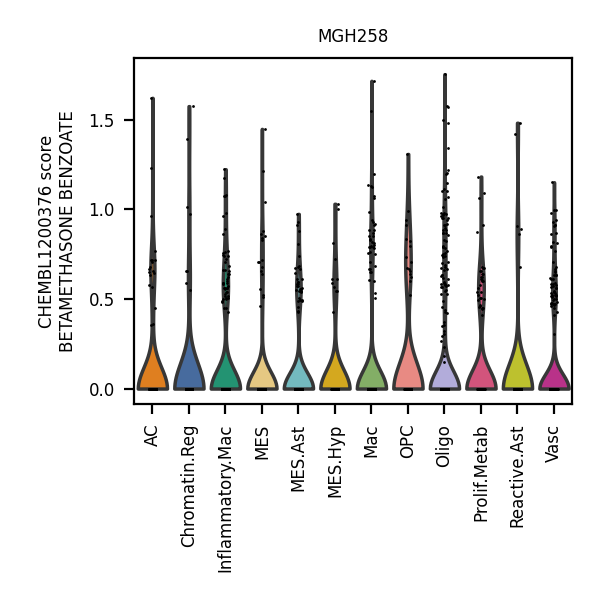 MGH258
CHEMBL1200376 score
BETAMETHASONE BENZOATE
1.5
1.0
0.5
0.0
AC
Chromatin.Reg
Inflammatory.Mac
MES
MES.Ast
MES.Hyp
Mac
OPC
Oligo
Prolif.Metab
Reactive.Ast
Vasc